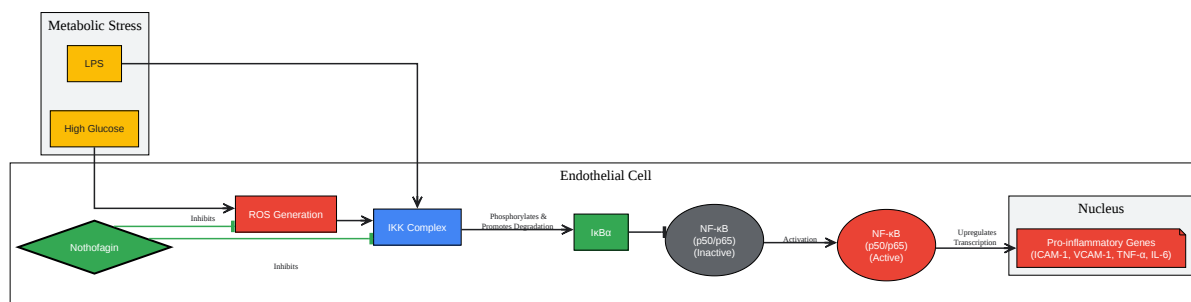 Metabolic Stress
LPS
High Glucose
Endothelial Cell
Inhibits
ROS Generation
Nothofagin
Inhibits
IKK Complex
Phosphorylates &
Promotes Degradation
IκBα
NF-κB
(p50/p65)
(Inactive)
Activation
NF-κB
(p50/p65)
(Active)
Upregulates
Transcription
Nucleus
Pro-inflammatory Genes
(ICAM-1, VCAM-1, TNF-α, IL-6)